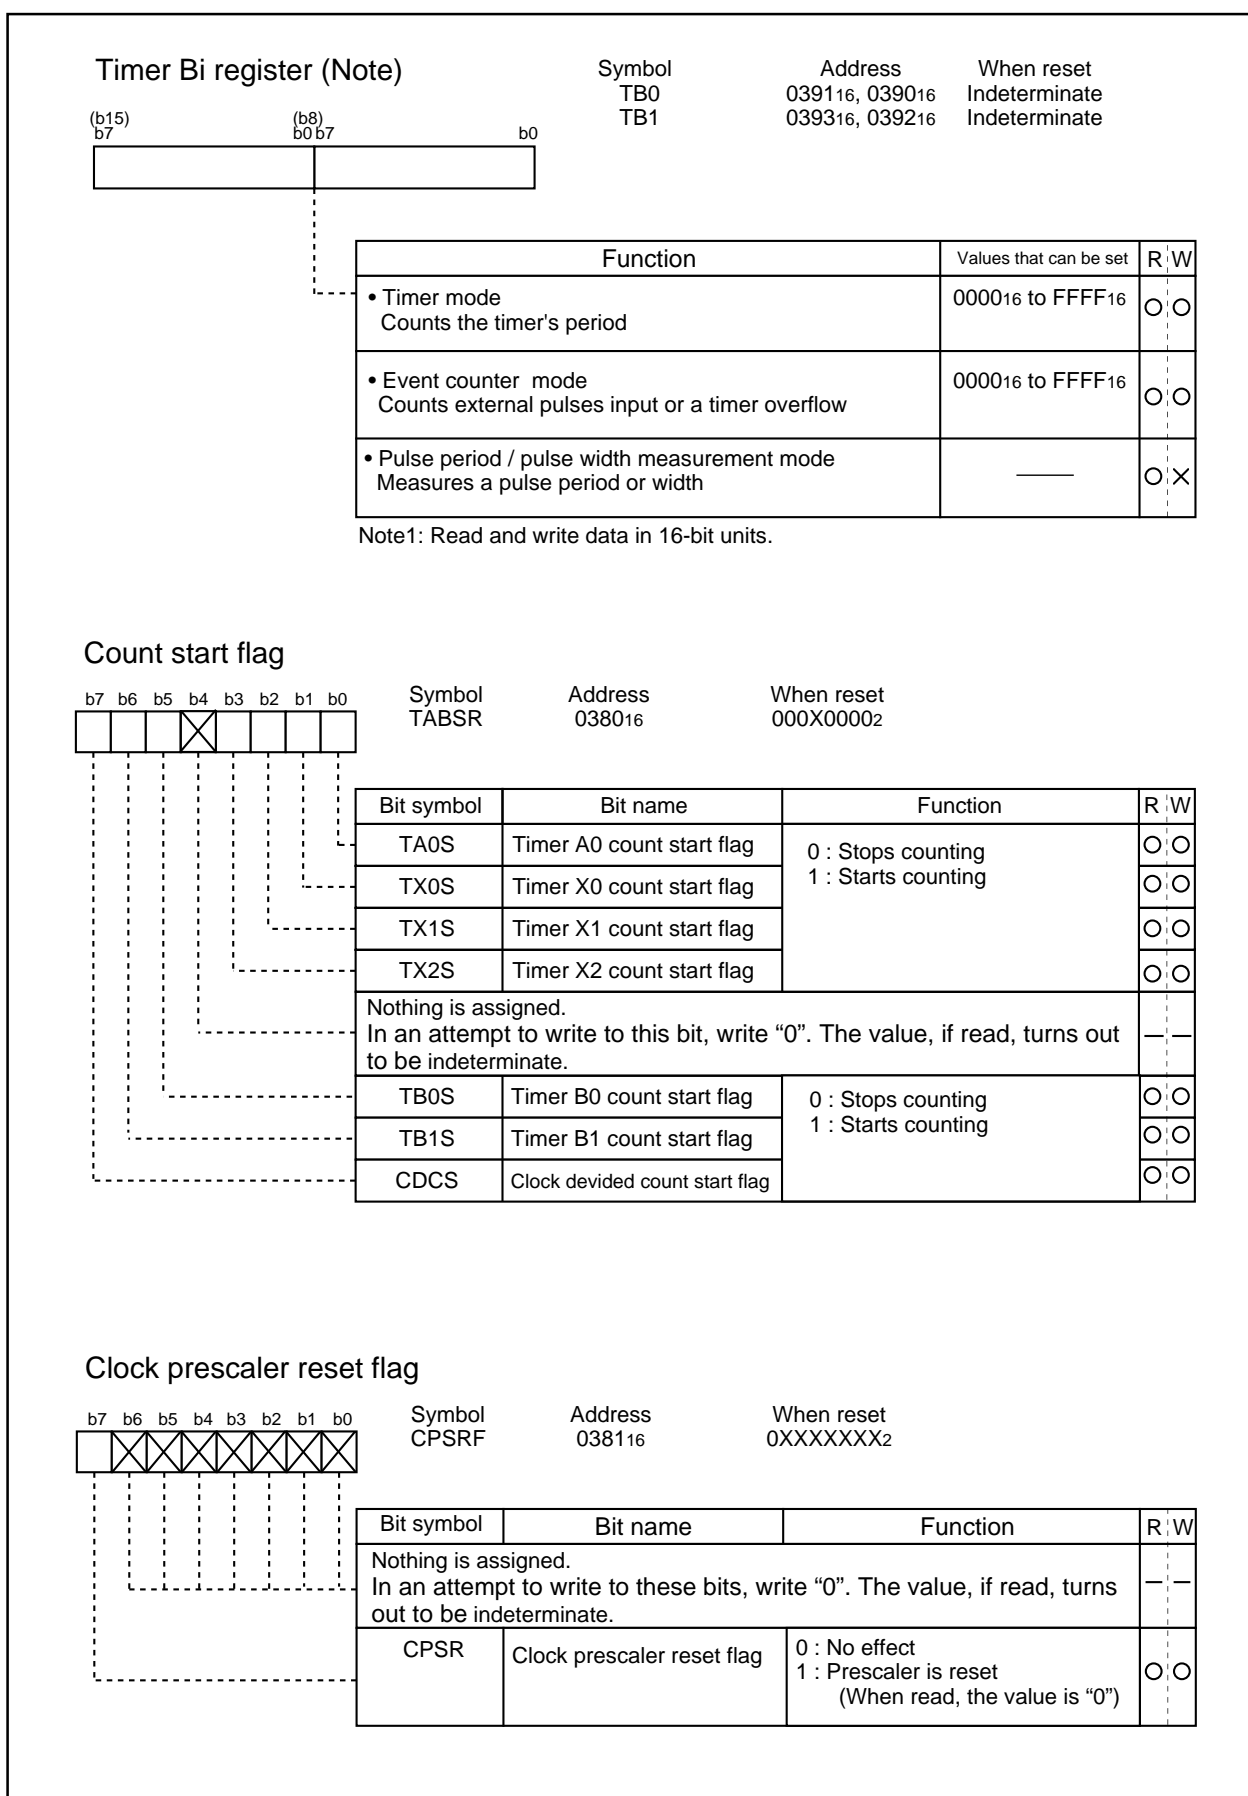 Timer Bi register (Note)
Symbol Address When reset
TB0 039116, 039016 Indeterminate
TB1 039316, 039216 Indeterminate
(b15) (b8)
b7 b0 b7 b0
Function Values that can be set R W
• Timer mode 000016 to FFFF16
Counts the timer's period
• Event counter mode 000016 to FFFF16
Counts external pulses input or a timer overflow
• Pulse period / pulse width measurement mode
Measures a pulse period or width
Note1: Read and write data in 16-bit units.
Count start flag
b7 b6 b5 b4 b3 b2 b1 b0
Symbol Address When reset
TABSR 038016 000X00002
Bit symbol Bit name Function R W
TA0S Timer A0 count start flag 0 : Stops counting
TX0S Timer X0 count start flag 1 : Starts counting
TX1S Timer X1 count start flag
TX2S Timer X2 count start flag
Nothing is assigned.
In an attempt to write to this bit, write “0”. The value, if read, turns out
to be indeterminate.
TB0S Timer B0 count start flag 0 : Stops counting
TB1S Timer B1 count start flag 1 : Starts counting
CDCS Clock devided count start flag
Clock prescaler reset flag
b7 b6 b5 b4 b3 b2 b1 b0
Symbol Address When reset
CPSRF 038116 0XXXXXXX2
Bit symbol Bit name Function R W
Nothing is assigned.
In an attempt to write to these bits, write “0”. The value, if read, turns
out to be indeterminate.
CPSR Clock prescaler reset flag 0 : No effect
1 : Prescaler is reset
(When read, the value is “0”)